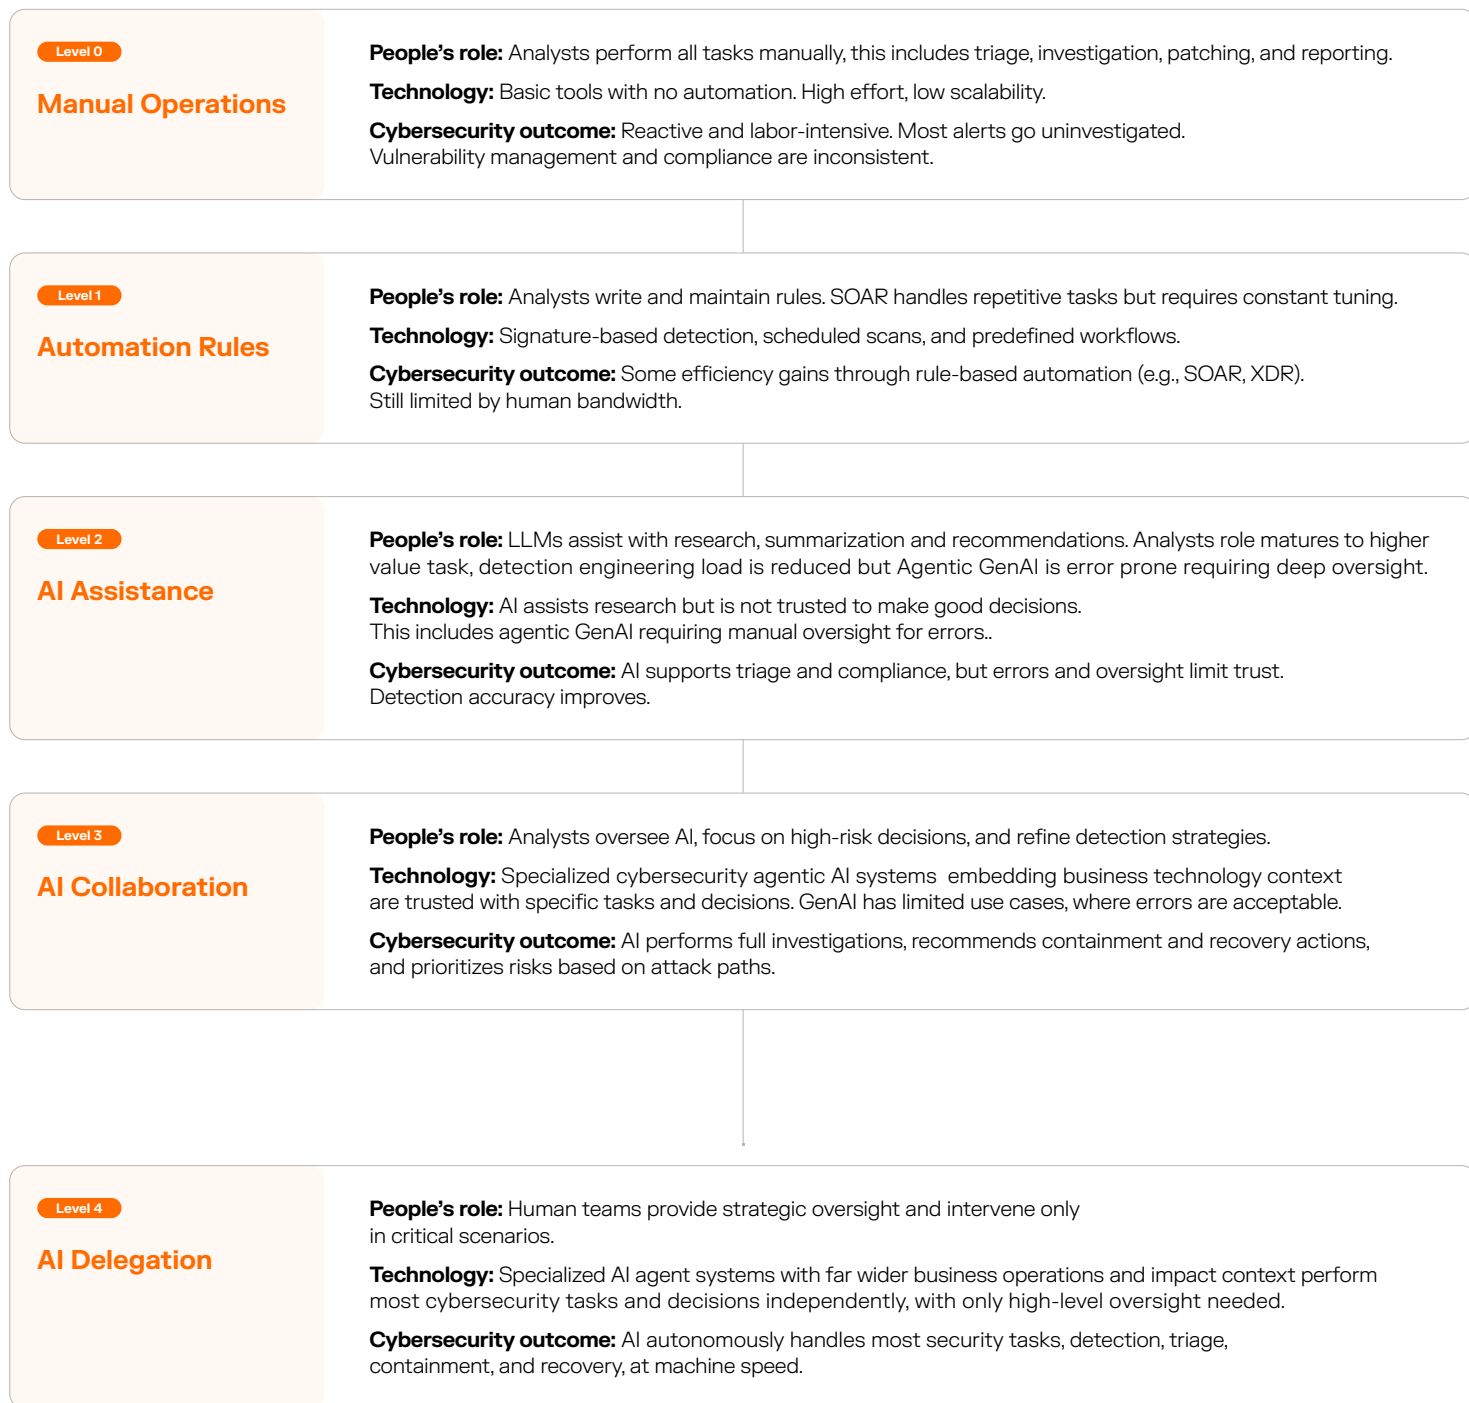 Level 0
Manual Operations
People's role: Analysts perform all tasks manually, this includes triage, investigation, patching, and reporting.
Technology: Basic tools with no automation. High effort, low scalability.
Cybersecurity outcome: Reactive and labor-intensive. Most alerts go uninvestigated.
Vulnerability management and compliance are inconsistent.
Level 1
Automation Rules
People's role: Analysts write and maintain rules. SOAR handles repetitive tasks but requires constant tuning.
Technology: Signature-based detection, scheduled scans, and predefined workflows.
Cybersecurity outcome: Some efficiency gains through rule-based automation (e.g., SOAR, XDR).
Still limited by human bandwidth.
Level 2
AI Assistance
People's role: LLMs assist with research, summarization and recommendations. Analysts role matures to higher
value task, detection engineering load is reduced but Agentic GenAI is error prone requiring deep oversight.
Technology: AI assists research but is not trusted to make good decisions.
This includes agentic GenAI requiring manual oversight for errors..
Cybersecurity outcome: AI supports triage and compliance, but errors and oversight limit trust.
Detection accuracy improves.
Level 3
AI Collaboration
People's role: Analysts oversee AI, focus on high-risk decisions, and refine detection strategies.
Technology: Specialized cybersecurity agentic AI systems  embedding business technology context
are trusted with specific tasks and decisions. GenAI has limited use cases, where errors are acceptable.
Cybersecurity outcome: AI performs full investigations, recommends containment and recovery actions,
and prioritizes risks based on attack paths.
Level 4
AI Delegation
People's role: Human teams provide strategic oversight and intervene only
in critical scenarios.
Technology: Specialized AI agent systems with far wider business operations and impact context perform
most cybersecurity tasks and decisions independently, with only high-level oversight needed.
Cybersecurity outcome: AI autonomously handles most security tasks, detection, triage,
containment, and recovery, at machine speed.